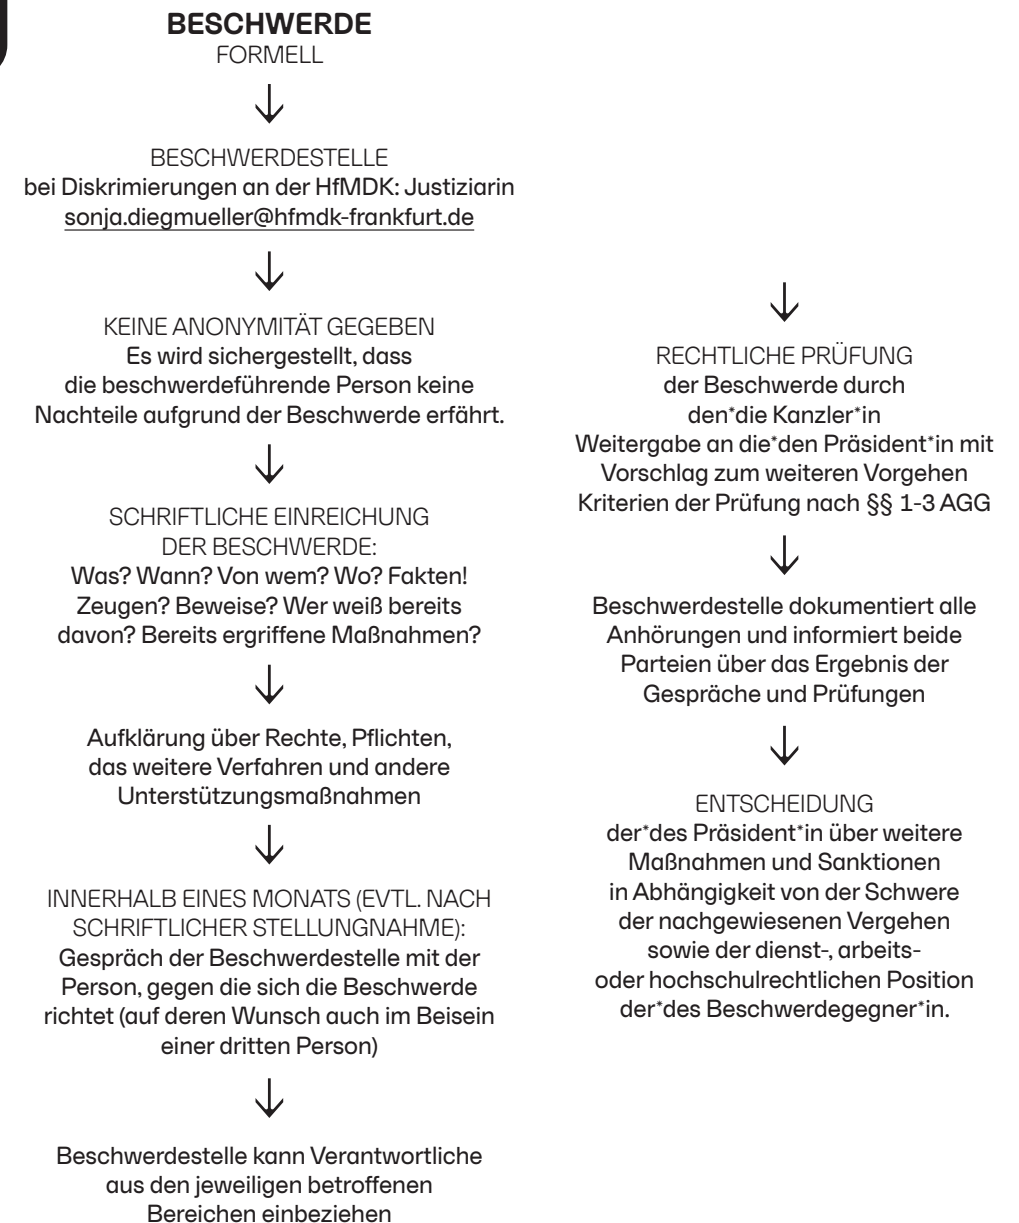 BESCHWERDE
FORMELL
BESCHWERDESTELLE
bei Diskrimierungen an der HfMDK: Justiziarin
sonja.diegmueller@hfmdk-frankfurt.de
KEINE ANONYMITÄT GEGEBEN
Es wird sichergestellt, dass
die beschwerdeführende Person keine
Nachteile aufgrund der Beschwerde erfährt.
SCHRIFTLICHE EINREICHUNG
DER BESCHWERDE:
Was? Wann? Von wem? Wo? Fakten!
Zeugen? Beweise? Wer weiß bereits
davon? Bereits ergriffene Maßnahmen?
Aufklärung über Rechte, Pflichten,
das weitere Verfahren und andere
Unterstützungsmaßnahmen
INNERHALB EINES MONATS (EVTL. NACH
SCHRIFTLICHER STELLUNGNAHME):
Gespräch der Beschwerdestelle mit der
Person, gegen die sich die Beschwerde
richtet (auf deren Wunsch auch im Beisein
einer dritten Person)
Beschwerdestelle kann Verantwortliche
aus den jeweiligen betroffenen
Bereichen einbeziehen
RECHTLICHE PRÜFUNG
der Beschwerde durch
den*die Kanzler*in
Weitergabe an die*den Präsident*in mit
Vorschlag zum weiteren Vorgehen
Kriterien der Prüfung nach §§ 1-3 AGG
Beschwerdestelle dokumentiert alle
Anhörungen und informiert beide
Parteien über das Ergebnis der
Gespräche und Prüfungen
ENTSCHEIDUNG
der*des Präsident*in über weitere
Maßnahmen und Sanktionen
in Abhängigkeit von der Schwere
der nachgewiesenen Vergehen
sowie der dienst-, arbeits-
oder hochschulrechtlichen Position
der*des Beschwerdegegner*in.